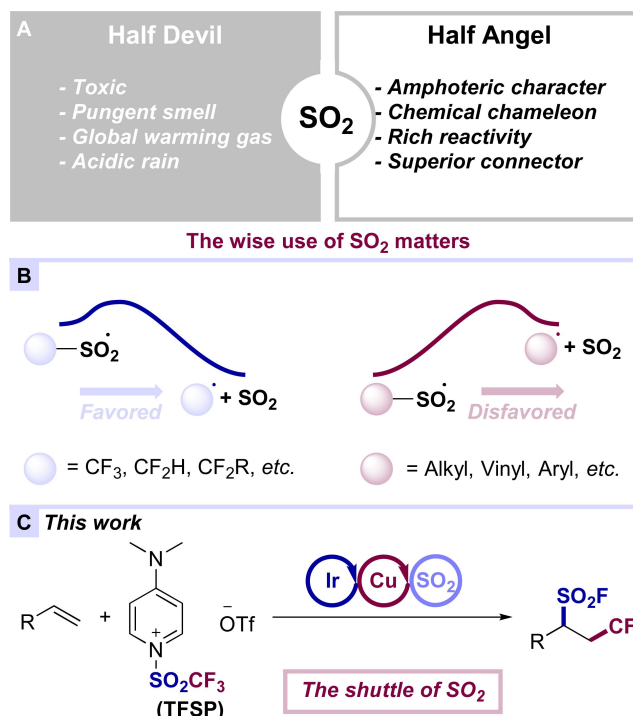 A
Half Devil
- Toxic
- Pungent smell
- Global warming gas
- Acidic rain
SO2
Half Angel
- Amphoteric character
- Chemical chameleon
- Rich reactivity
- Superior connector
The wise use of SO2 matters
B
SO2•
Favored
• + SO2
= CF3, CF2H, CF2R, etc.
SO2•
• + SO2
Disfavored
= Alkyl, Vinyl, Aryl, etc.
C This work
R
+
N
N
+
SO2CF3
(TFSP)
–OTf
Ir Cu SO2
The shuttle of SO2
SO2F
R
CF